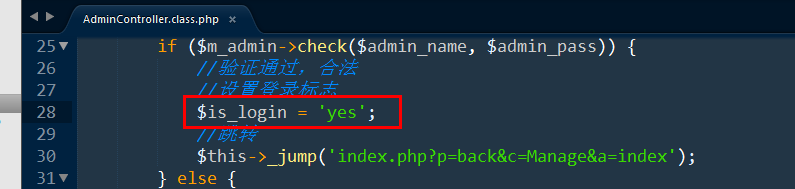 AdminController.class.php ×
25 if ($m_admin->check($admin_name, $admin_pass)) {
26 //验证通过，合法
27 //设置登录标志
28 $is_login = 'yes';
29 //跳转
30 $this->_jump('index.php?p=back&c=Manage&a=index');
31 } else {